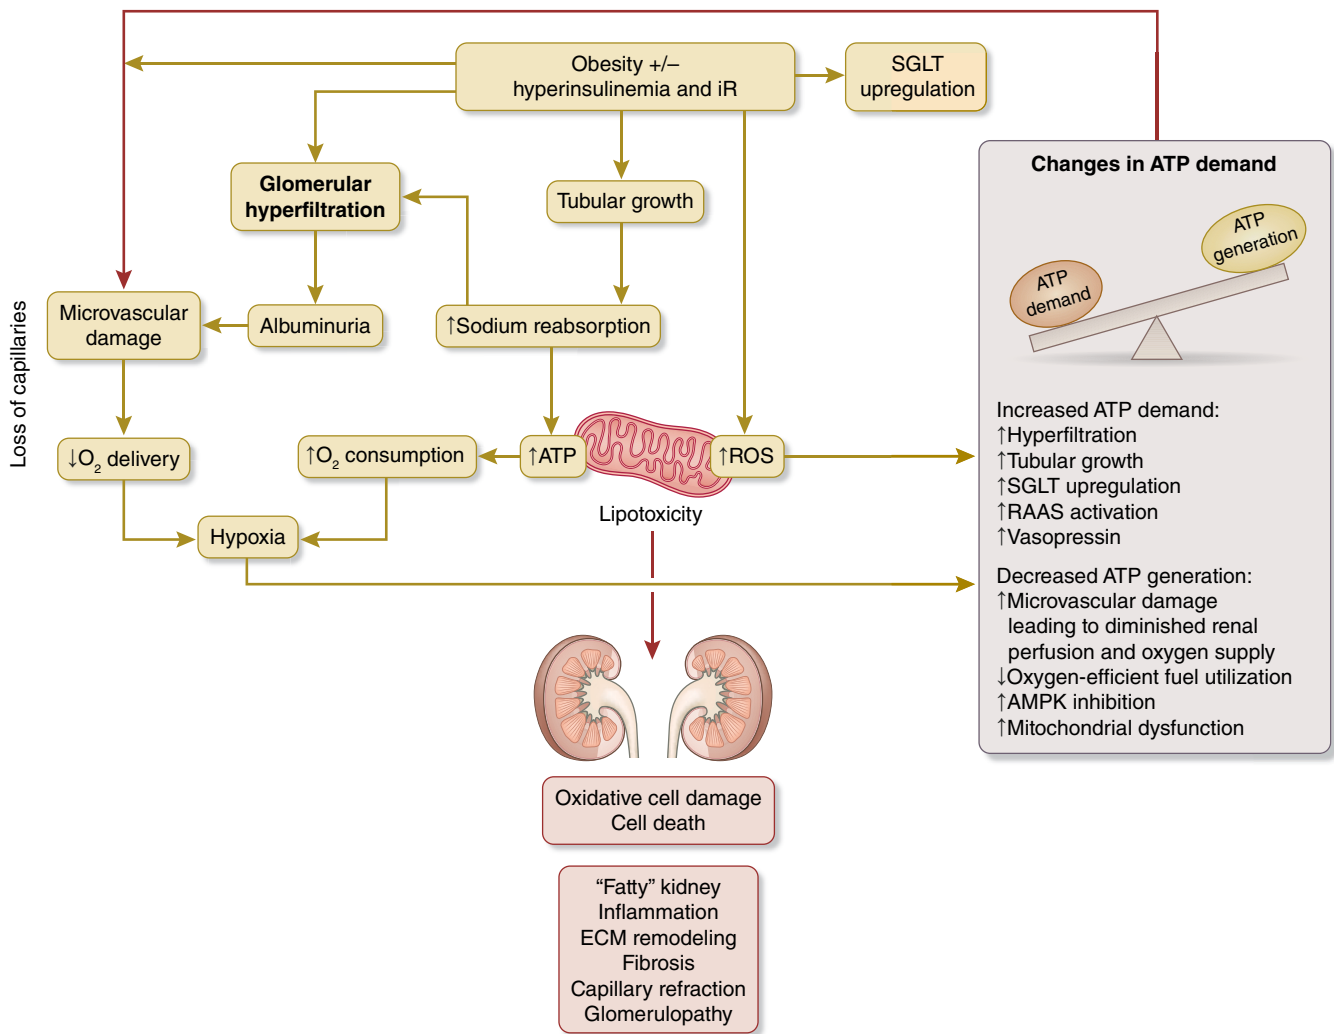 Obesity +/–
hyperinsulinemia and iR
SGLT
upregulation
Glomerular
hyperfiltration
Tubular growth
Loss of capillaries
Microvascular
damage
Albuminuria
↑Sodium reabsorption
↓O₂ delivery
↑O₂ consumption
↑ATP
↑ROS
Lipotoxicity
Hypoxia
Oxidative cell damage
Cell death
“Fatty” kidney
Inflammation
ECM remodeling
Fibrosis
Capillary refraction
Glomerulopathy
Changes in ATP demand
ATP
generation
ATP
demand
Increased ATP demand:
↑Hyperfiltration
↑Tubular growth
↑SGLT upregulation
↑RAAS activation
↑Vasopressin
Decreased ATP generation:
↑Microvascular damage
leading to diminished renal
perfusion and oxygen supply
↓Oxygen-efficient fuel utilization
↑AMPK inhibition
↑Mitochondrial dysfunction